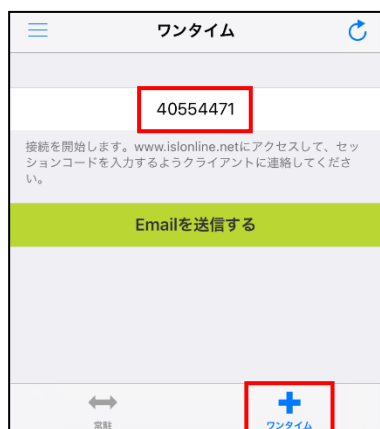 ワンタイム
40554471
接続を開始します。www.islonline.netにアクセスして、セッ
ションコードを入力するようクライアントに連絡してくださ
い。
Emailを送信する
常駐
ワンタイム